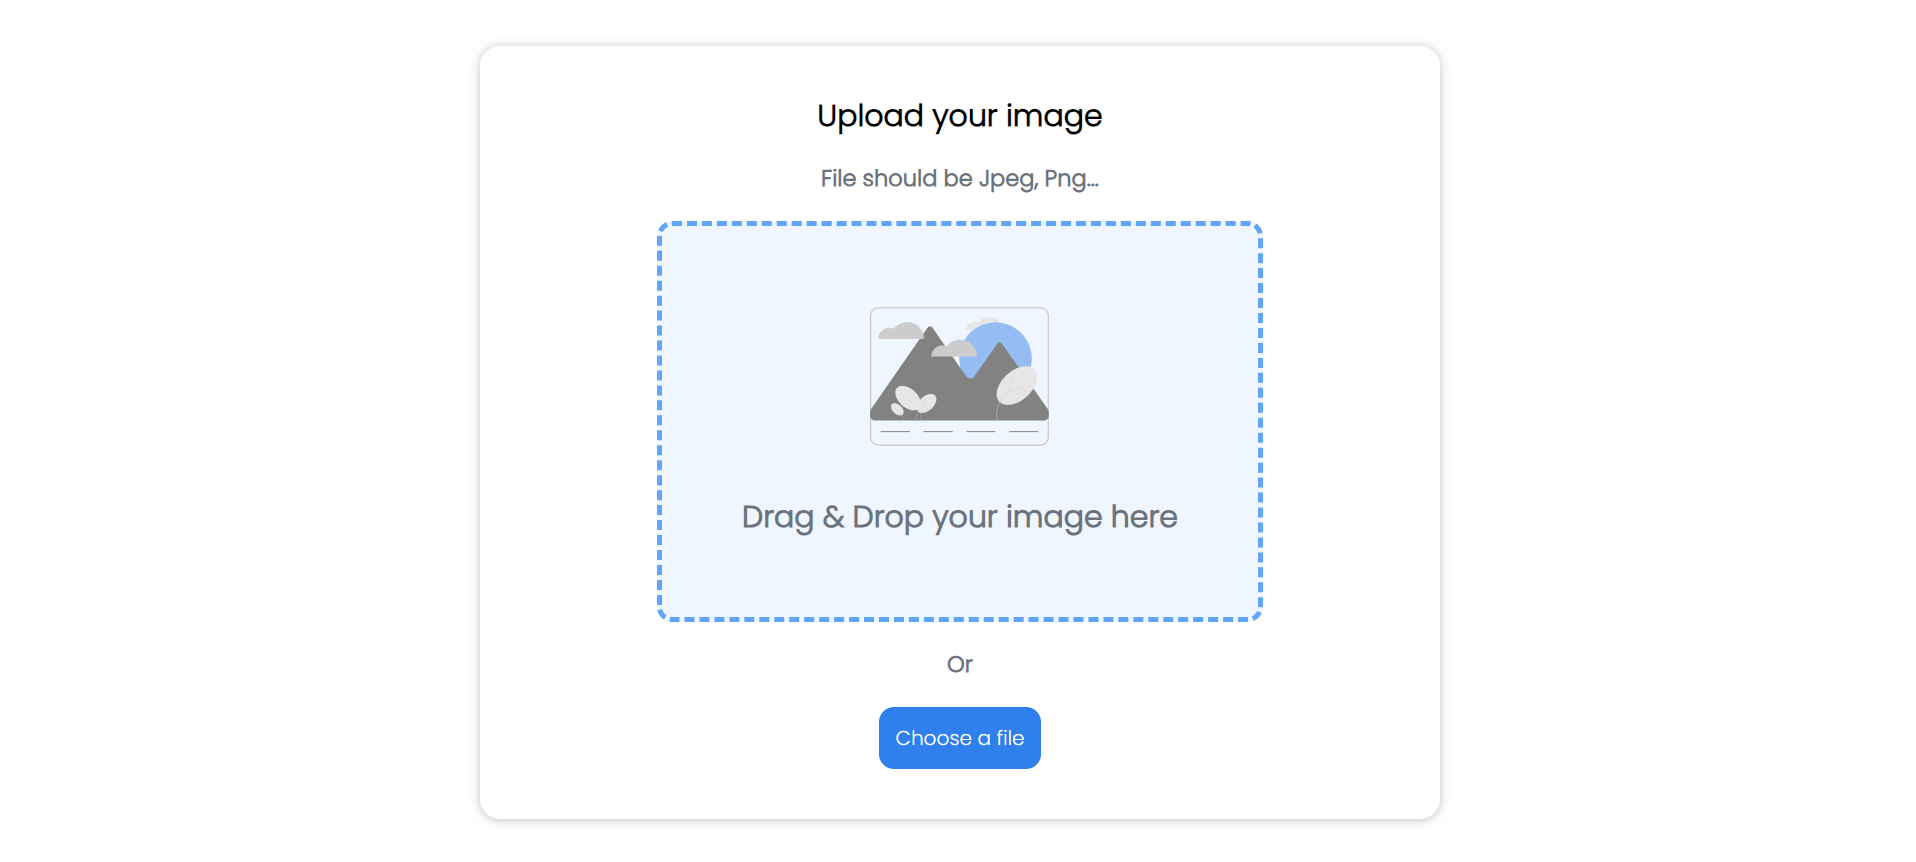 Upload your image
File should be Jpeg, Png...
Drag & Drop your image here
Or
Choose a file